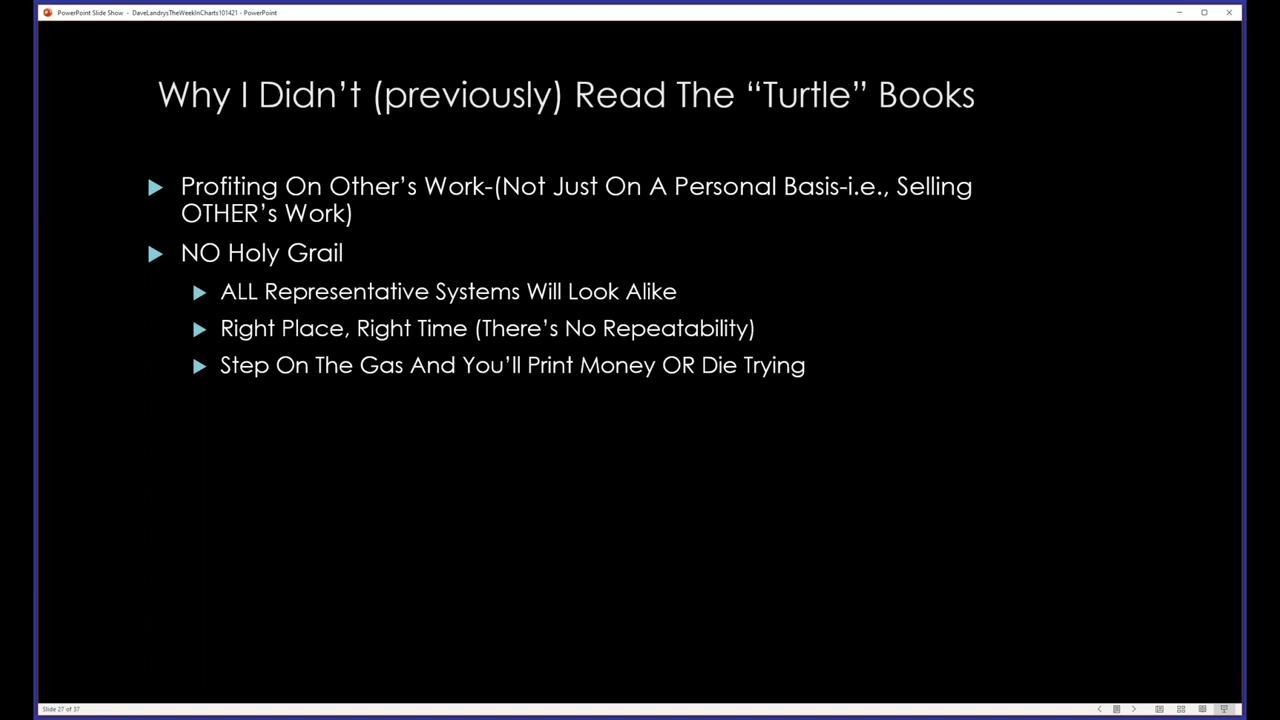 PowerPoint Slide Show - DaveLandrysTheWeekInCharts101421 - PowerPoint
Why I Didn’t (previously) Read The “Turtle” Books
Profiting On Other’s Work-(Not Just On A Personal Basis-i.e., Selling
OTHER’s Work)
NO Holy Grail
ALL Representative Systems Will Look Alike
Right Place, Right Time (There’s No Repeatability)
Step On The Gas And You’ll Print Money OR Die Trying
Slide 27 of 37